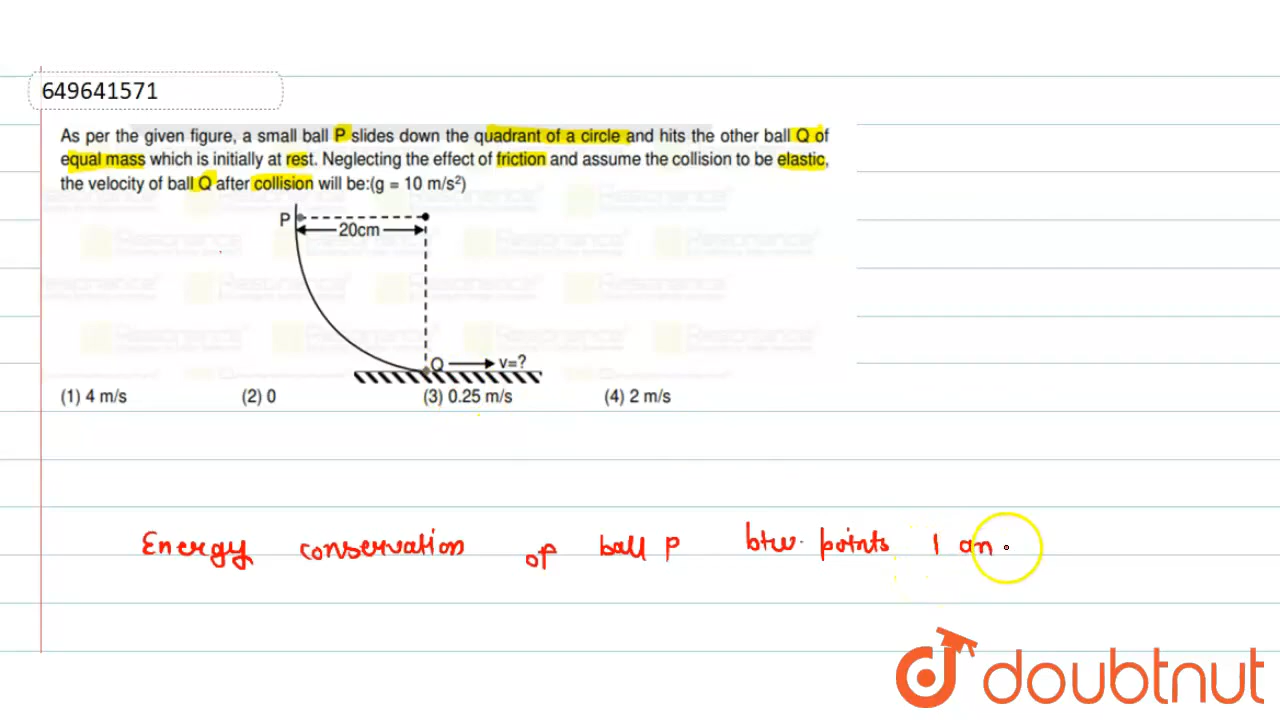 649641571
As per the given figure, a small ball P slides down the quadrant of a circle and hits the other ball Q of
equal mass which is initially at rest. Neglecting the effect of friction and assume the collision to be elastic,
the velocity of ball Q after collision will be:(g = 10 m/s²)
P
20cm
Q v=?
(1) 4 m/s (2) 0 (3) 0.25 m/s (4) 2 m/s
Energy conservation of ball P btw. points 1 an
doubtnut